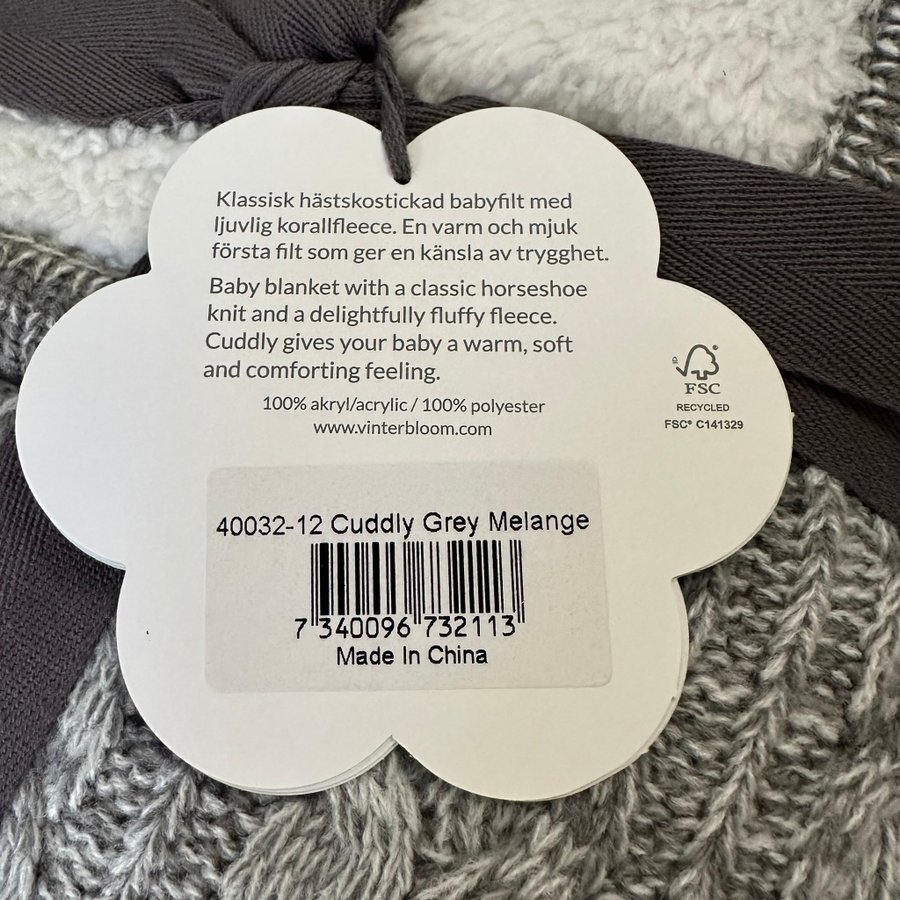 Klassisk hästskostickad babyfilt med
ljuvlig korallfleece. En varm och mjuk
första filt som ger en känsla av trygghet.
Baby blanket with a classic horseshoe
knit and a delightfully fluffy fleece.
Cuddly gives your baby a warm, soft
and comforting feeling.
100% akryl/acrylic / 100% polyester
www.vinterbloom.com
FSC
RECYCLED
FSC® C141329
40032-12 Cuddly Grey Melange
7 340096 732113
Made In China